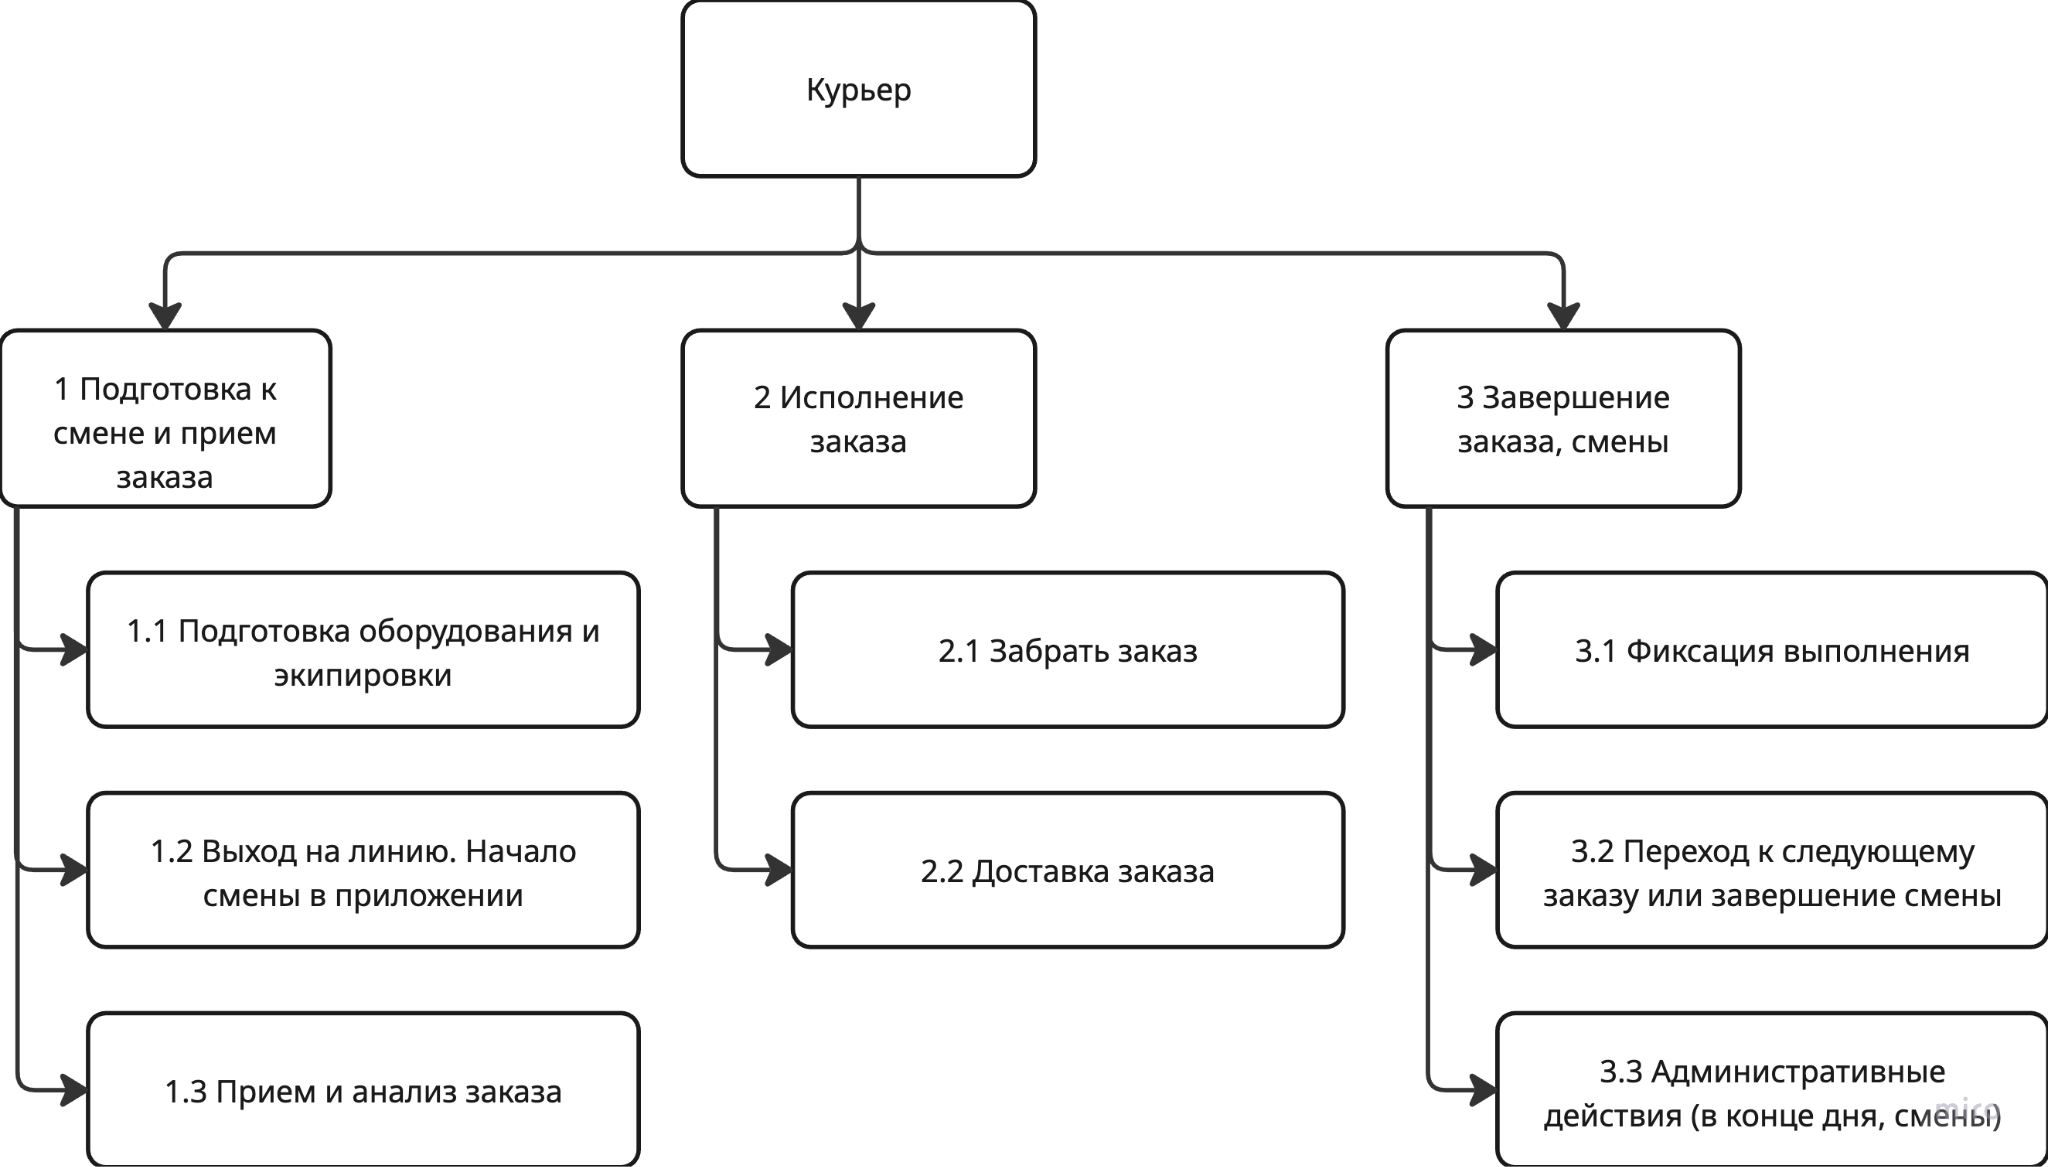 Курьер
1 Подготовка к
смене и прием
заказа
2 Исполнение
заказа
3 Завершение
заказа, смены
1.1 Подготовка оборудования и
экипировки
2.1 Забрать заказ
3.1 Фиксация выполнения
1.2 Выход на линию. Начало
смены в приложении
2.2 Доставка заказа
3.2 Переход к следующему
заказу или завершение смены
1.3 Прием и анализ заказа
3.3 Административные
действия (в конце дня, смены)
miro